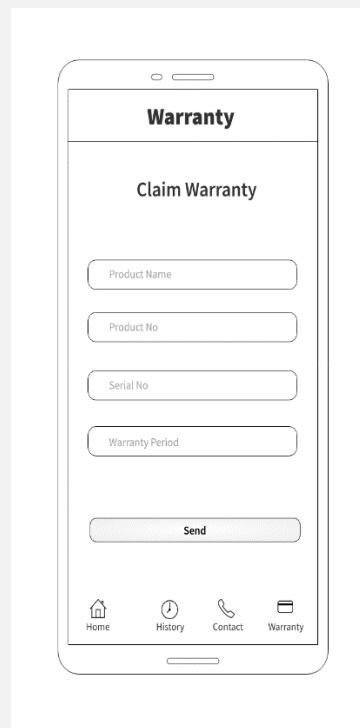 Warranty
Claim Warranty
Product Name
Product No
Serial No
Warranty Period
Send
Home History Contact Warranty